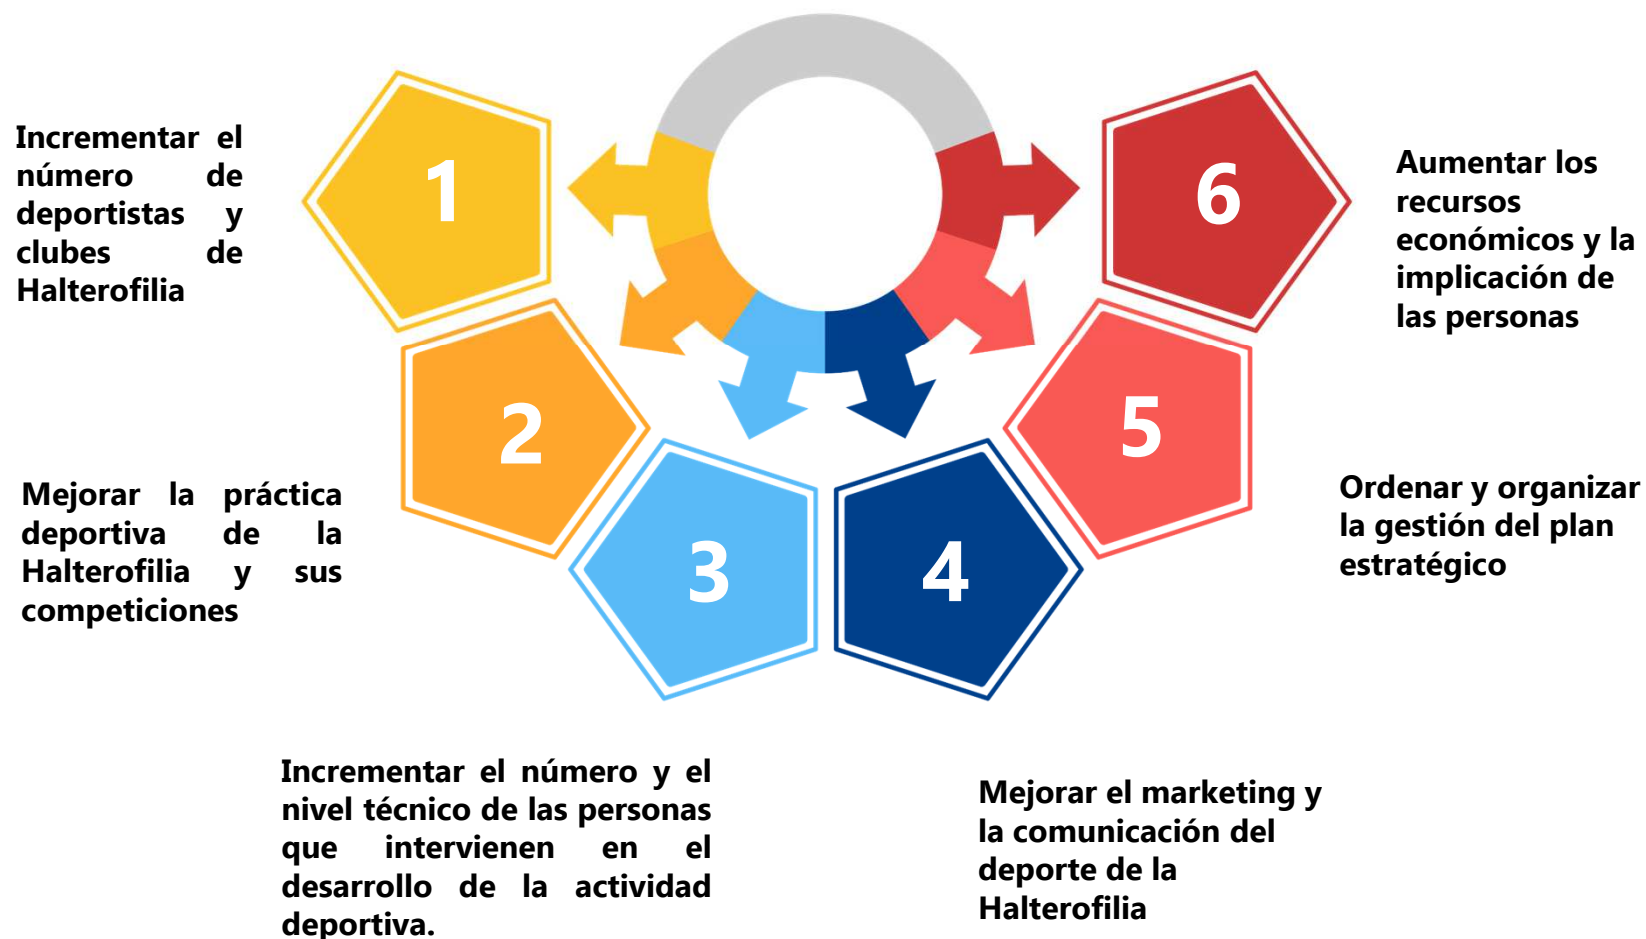 1
Incrementar el
número de
deportistas y
clubes de
Halterofilia
2
Mejorar la práctica
deportiva de la
Halterofilia y sus
competiciones
3
Incrementar el número y el
nivel técnico de las personas
que intervienen en el
desarrollo de la actividad
deportiva.
4
Mejorar el marketing y
la comunicación del
deporte de la
Halterofilia
5
Ordenar y organizar
la gestión del plan
estratégico
6
Aumentar los
recursos
económicos y la
implicación de
las personas